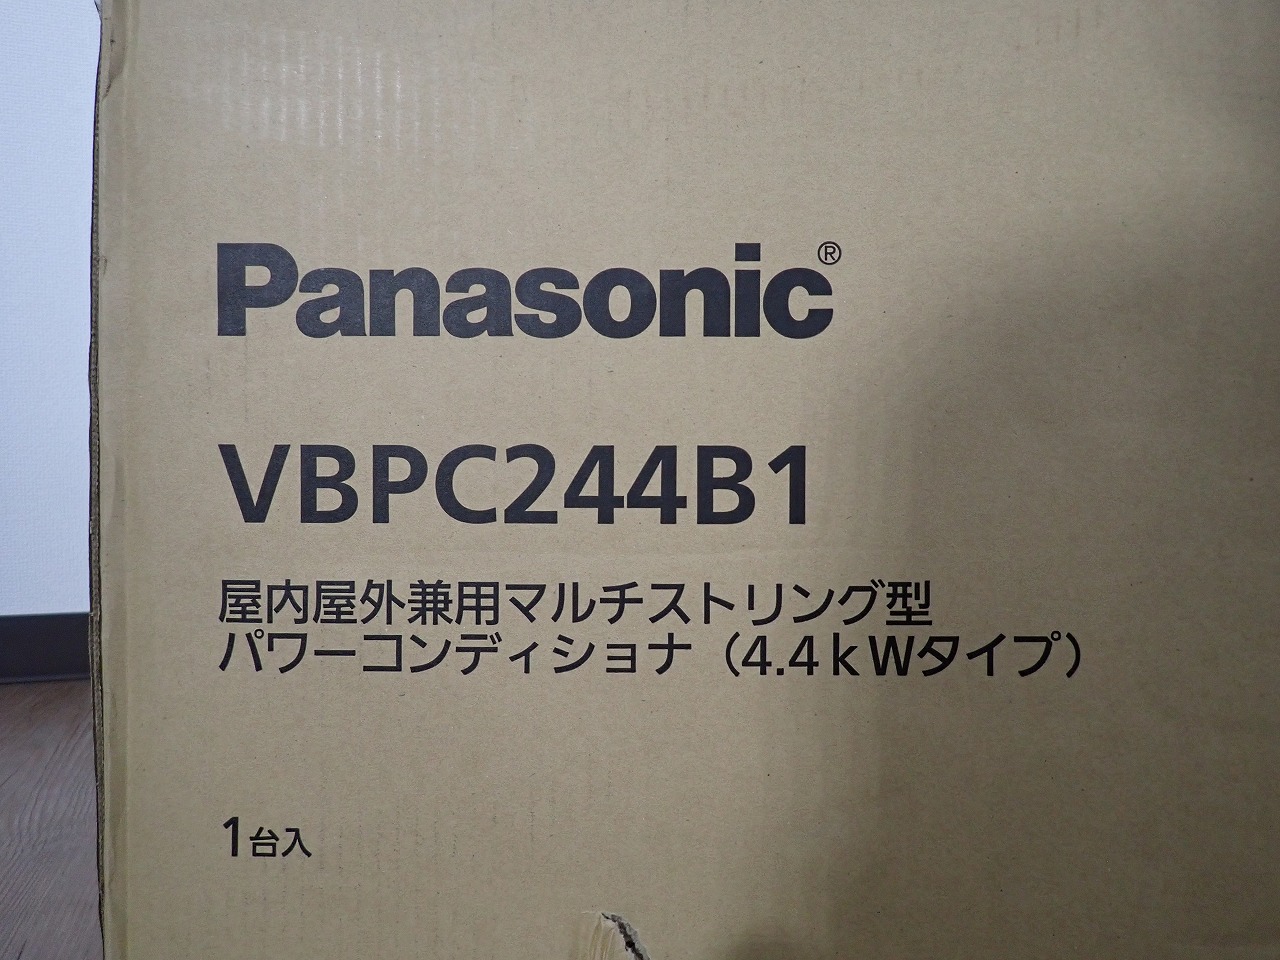 Panasonic®
VBPC244B1
屋内屋外兼用マルチストリング型
パワーコンディショナ（4.4kWタイプ）
1台入